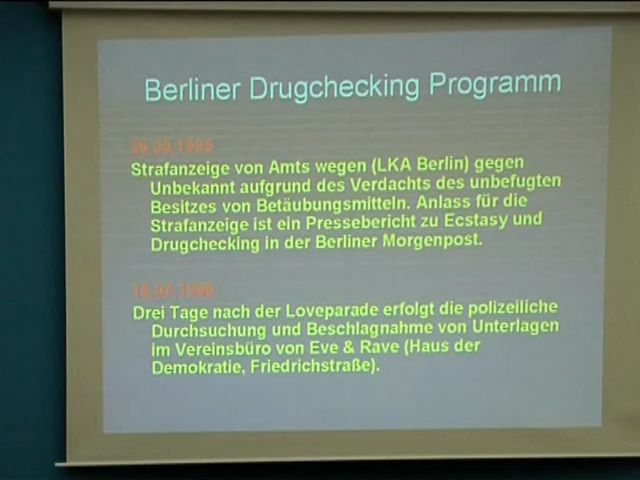 Berliner Drugchecking Programm
Strafanzeige von Amts wegen (LKA Berlin) gegen
Unbekannt aufgrund des Verdachts des unbefugten
Besitzes von Betäubungsmitteln. Anlass für die
Strafanzeige ist ein Pressebericht zu Ecstasy und
Drugchecking in der Berliner Morgenpost.
Drei Tage nach der Loveparade erfolgt die polizeiliche
Durchsuchung und Beschlagnahme von Unterlagen
im Vereinsbüro von Eve & Rave (Haus der
Demokratie, Friedrichstraße).